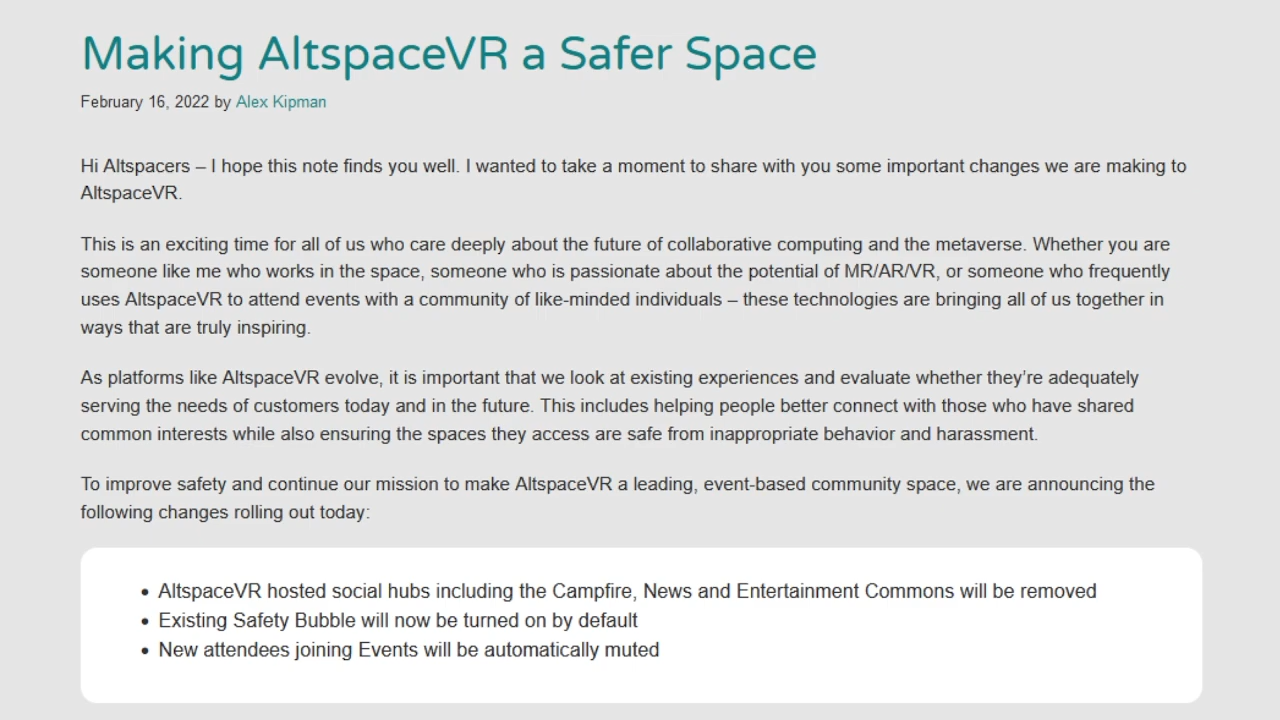 Making AltspaceVR a Safer Space
February 16, 2022 by Alex Kipman
Hi Altspacers – I hope this note finds you well. I wanted to take a moment to share with you some important changes we are making to
AltspaceVR.
This is an exciting time for all of us who care deeply about the future of collaborative computing and the metaverse. Whether you are
someone like me who works in the space, someone who is passionate about the potential of MR/AR/VR, or someone who frequently
uses AltspaceVR to attend events with a community of like-minded individuals – these technologies are bringing all of us together in
ways that are truly inspiring.
As platforms like AltspaceVR evolve, it is important that we look at existing experiences and evaluate whether they’re adequately
serving the needs of customers today and in the future. This includes helping people better connect with those who have shared
common interests while also ensuring the spaces they access are safe from inappropriate behavior and harassment.
To improve safety and continue our mission to make AltspaceVR a leading, event-based community space, we are announcing the
following changes rolling out today:
• AltspaceVR hosted social hubs including the Campfire, News and Entertainment Commons will be removed
• Existing Safety Bubble will now be turned on by default
• New attendees joining Events will be automatically muted